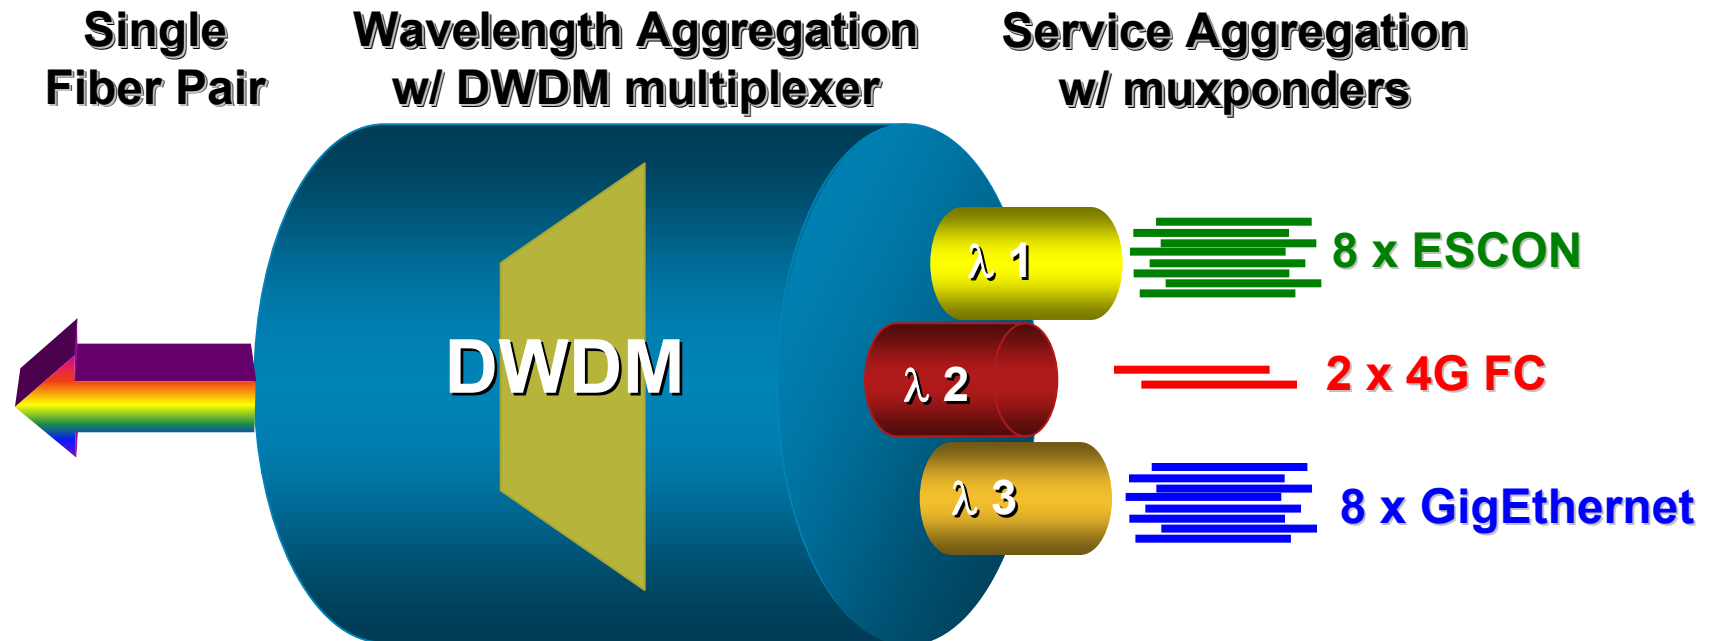 Single
Fiber Pair
Wavelength Aggregation
w/ DWDM multiplexer
Service Aggregation
w/ muxponders
DWDM
λ 1
8 x ESCON
λ 2
2 x 4G FC
λ 3
8 x GigEthernet